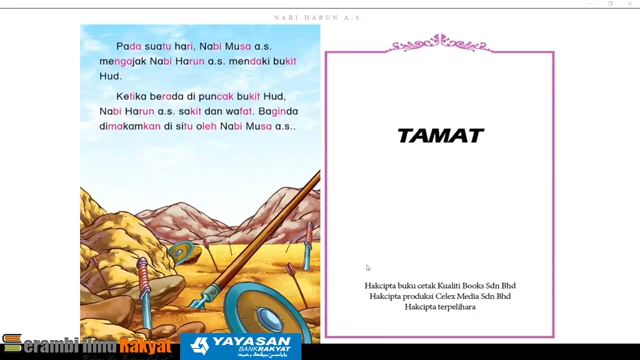 NABI HARUN A.S.
Pada suatu hari, Nabi Musa a.s.
mengajak Nabi Harun a.s. mendaki bukit
Hud.
Ketika berada di puncak bukit Hud,
Nabi Harun a.s. sakit dan wafat. Baginda
dimakamkan di situ oleh Nabi Musa a.s..
TAMAT
Hakcipta buku cetak Kualiti Books Sdn Bhd
Hakcipta produksi Celex Media Sdn Bhd
Hakcipta terpelihara
Serambi Ilmu Rakyat
YAYASAN
BANK RAKYAT